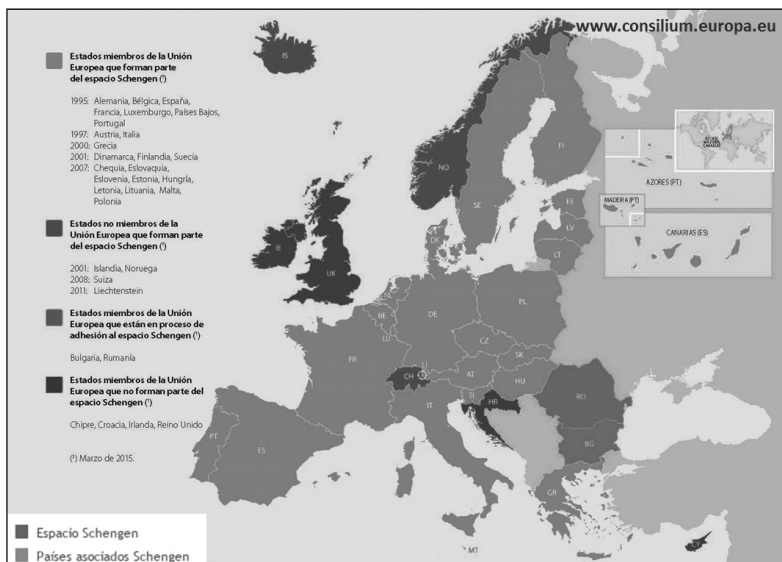 www.consilium.europa.eu
Estados miembros de la Unión
Europea que forman parte
del espacio Schengen (¹)
1995: Alemania, Bélgica, España,
Francia, Luxemburgo, Países Bajos,
Portugal
1997: Austria, Italia
2000: Grecia
2001: Dinamarca, Finlandia, Suecia
2007: Chequia, Eslovaquia,
Eslovenia, Estonia, Hungría,
Letonia, Lituania, Malta,
Polonia
Estados no miembros de la
Unión Europea que forman parte
del espacio Schengen (¹)
2001: Islandia, Noruega
2008: Suiza
2011: Liechtenstein
Estados miembros de la Unión
Europea que están en proceso de
adhesión al espacio Schengen (¹)
Bulgaria, Rumanía
Estados miembros de la Unión
Europea que no forman parte del
espacio Schengen (¹)
Chipre, Croacia, Irlanda, Reino Unido
(¹) Marzo de 2015.
Espacio Schengen
Países asociados Schengen
IS
NO
SE
FI
EE
LV
LT
DK
IE
UK
NL
BE
LU
DE
PL
CZ
SK
FR
CH
LI
AT
HU
SI
HR
RO
BG
IT
PT
ES
GR
MT
AZORES (PT)
MADEIRA (PT)
CANARIAS (ES)